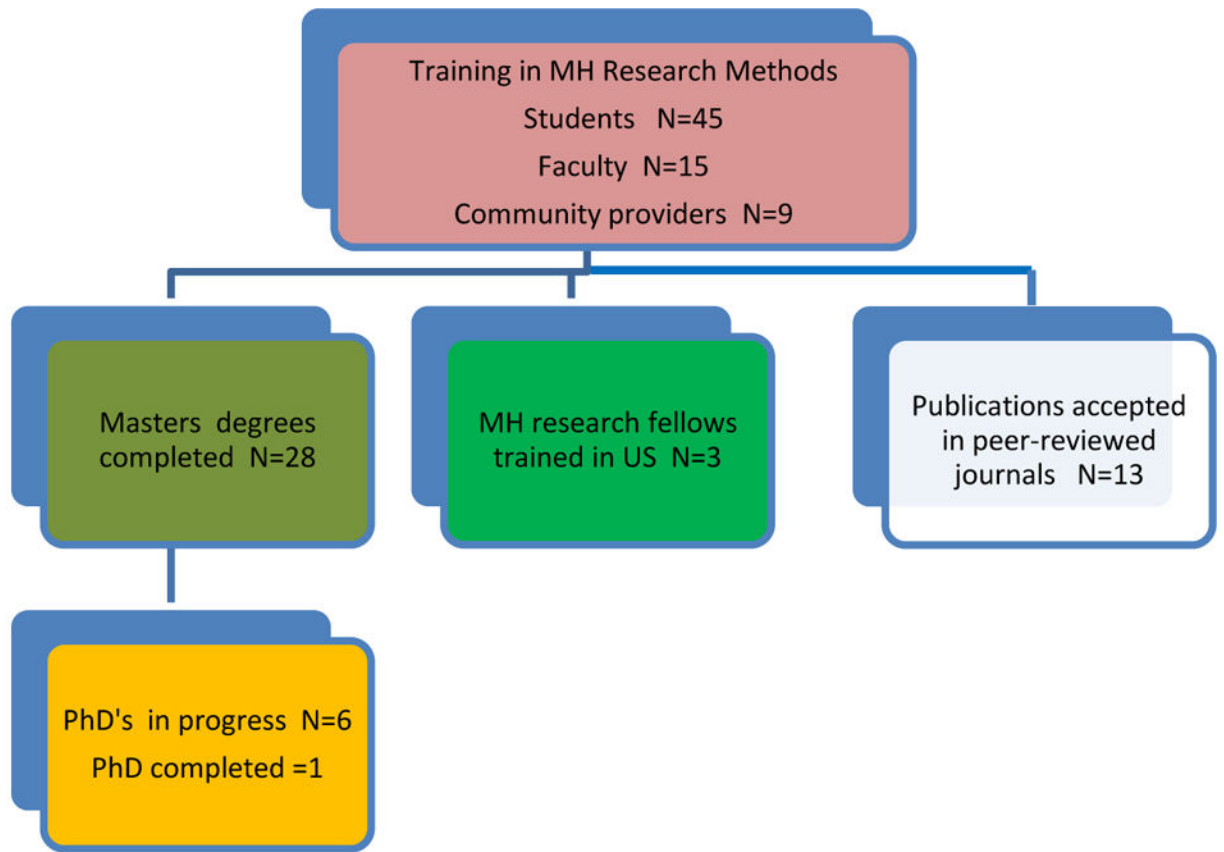 Training in MH Research Methods
Students N=45
Faculty N=15
Community providers N=9
Masters degrees
completed N=28
MH research fellows
trained in US N=3
Publications accepted
in peer-reviewed
journals N=13
PhD's in progress N=6
PhD completed =1